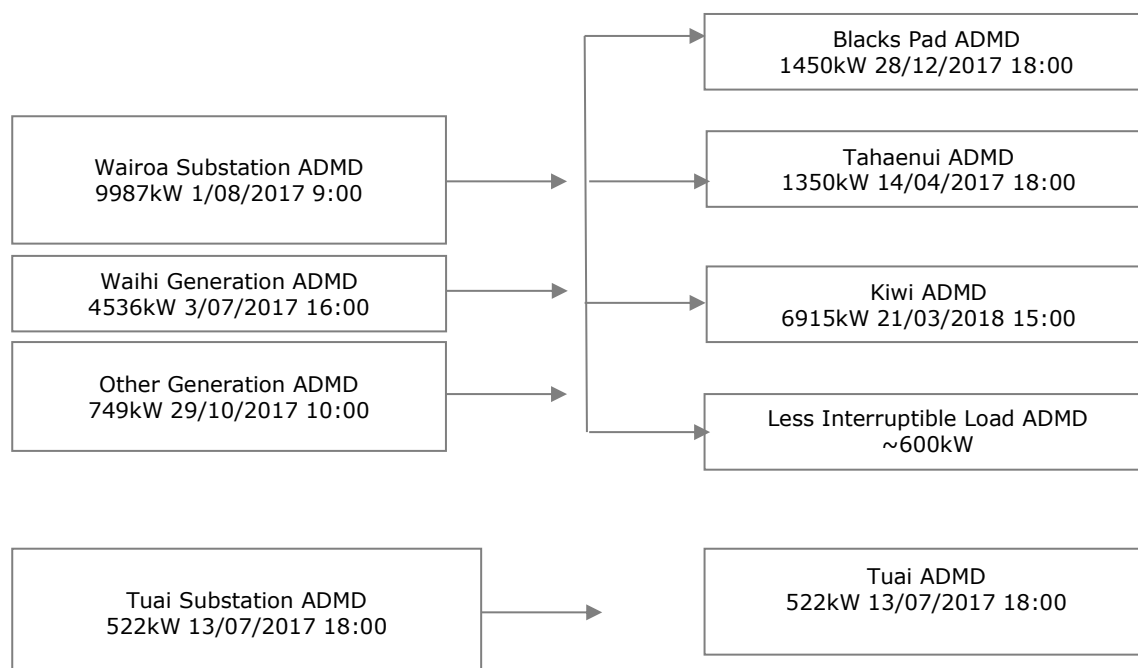 Blacks Pad ADMD
1450kW 28/12/2017 18:00
Wairoa Substation ADMD
9987kW 1/08/2017 9:00
Tahaenui ADMD
1350kW 14/04/2017 18:00
Waihi Generation ADMD
4536kW 3/07/2017 16:00
Kiwi ADMD
6915kW 21/03/2018 15:00
Other Generation ADMD
749kW 29/10/2017 10:00
Less Interruptible Load ADMD
~600kW
Tuai Substation ADMD
522kW 13/07/2017 18:00
Tuai ADMD
522kW 13/07/2017 18:00